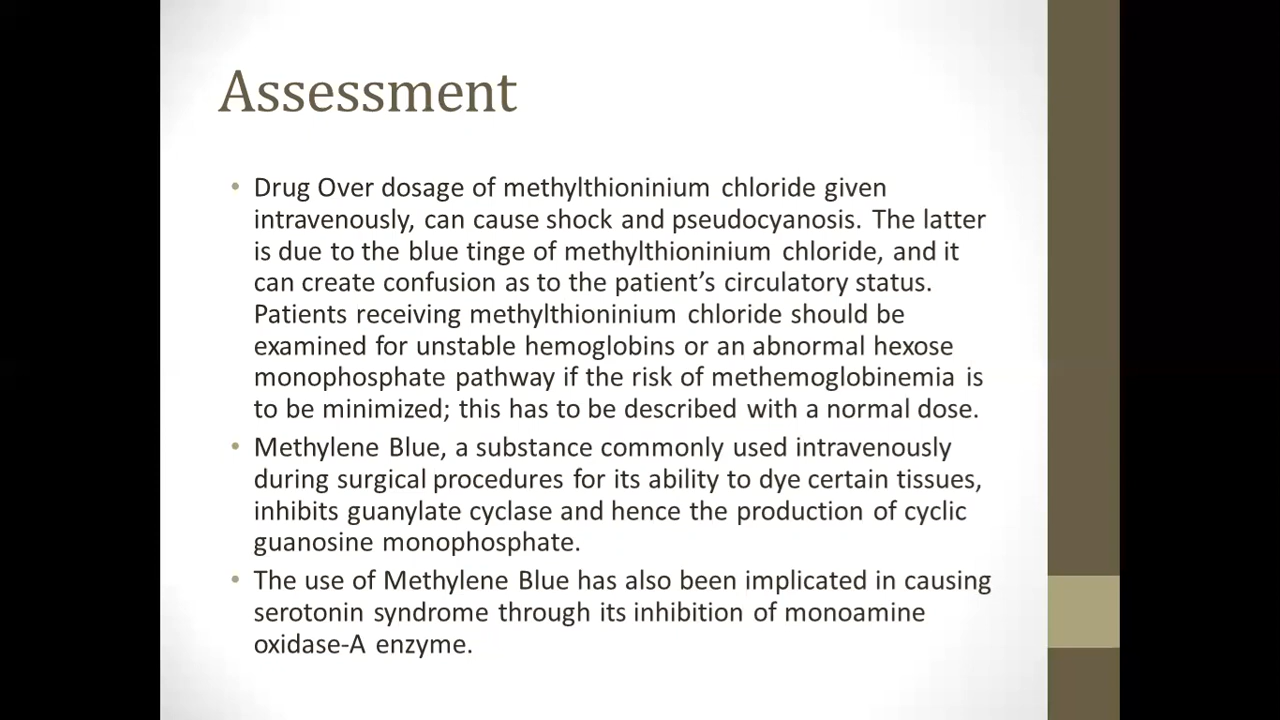 Assessment
• Drug Over dosage of methylthioninium chloride given
intravenously, can cause shock and pseudocyanosis. The latter
is due to the blue tinge of methylthioninium chloride, and it
can create confusion as to the patient’s circulatory status.
Patients receiving methylthioninium chloride should be
examined for unstable hemoglobins or an abnormal hexose
monophosphate pathway if the risk of methemoglobinemia is
to be minimized; this has to be described with a normal dose.
• Methylene Blue, a substance commonly used intravenously
during surgical procedures for its ability to dye certain tissues,
inhibits guanylate cyclase and hence the production of cyclic
guanosine monophosphate.
• The use of Methylene Blue has also been implicated in causing
serotonin syndrome through its inhibition of monoamine
oxidase-A enzyme.